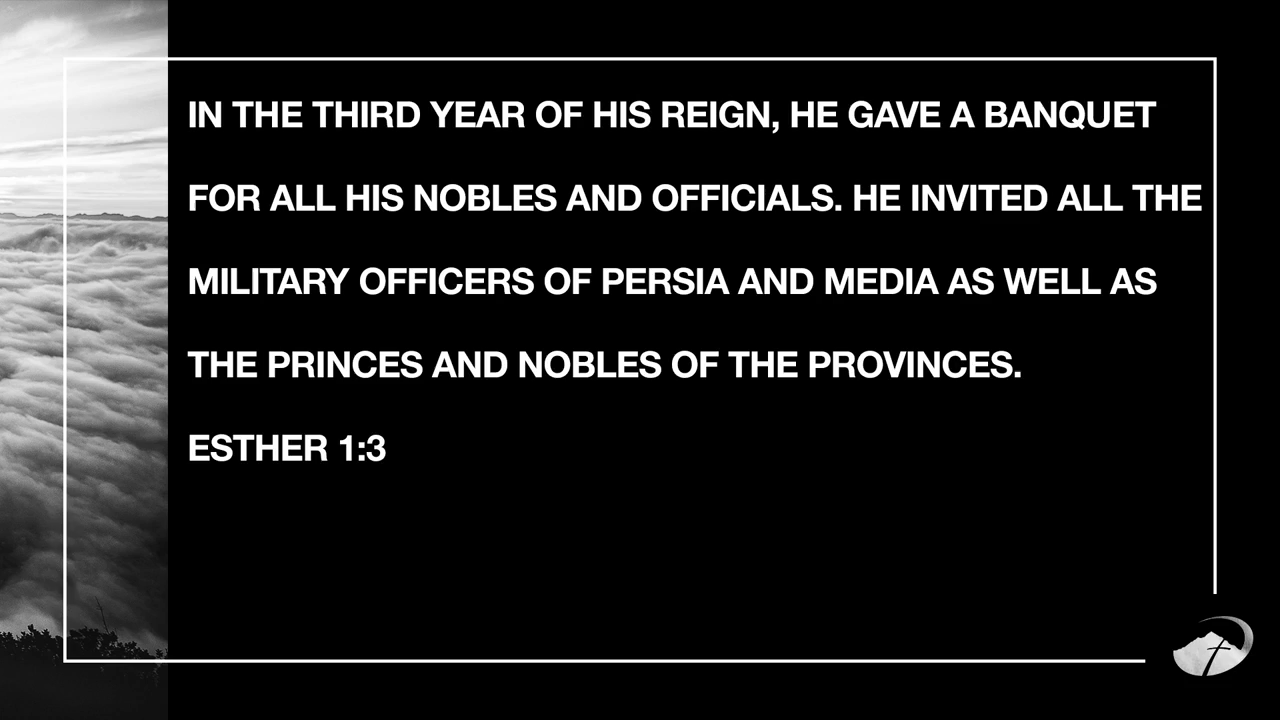 IN THE THIRD YEAR OF HIS REIGN, HE GAVE A BANQUET
FOR ALL HIS NOBLES AND OFFICIALS. HE INVITED ALL THE
MILITARY OFFICERS OF PERSIA AND MEDIA AS WELL AS
THE PRINCES AND NOBLES OF THE PROVINCES.
ESTHER 1:3